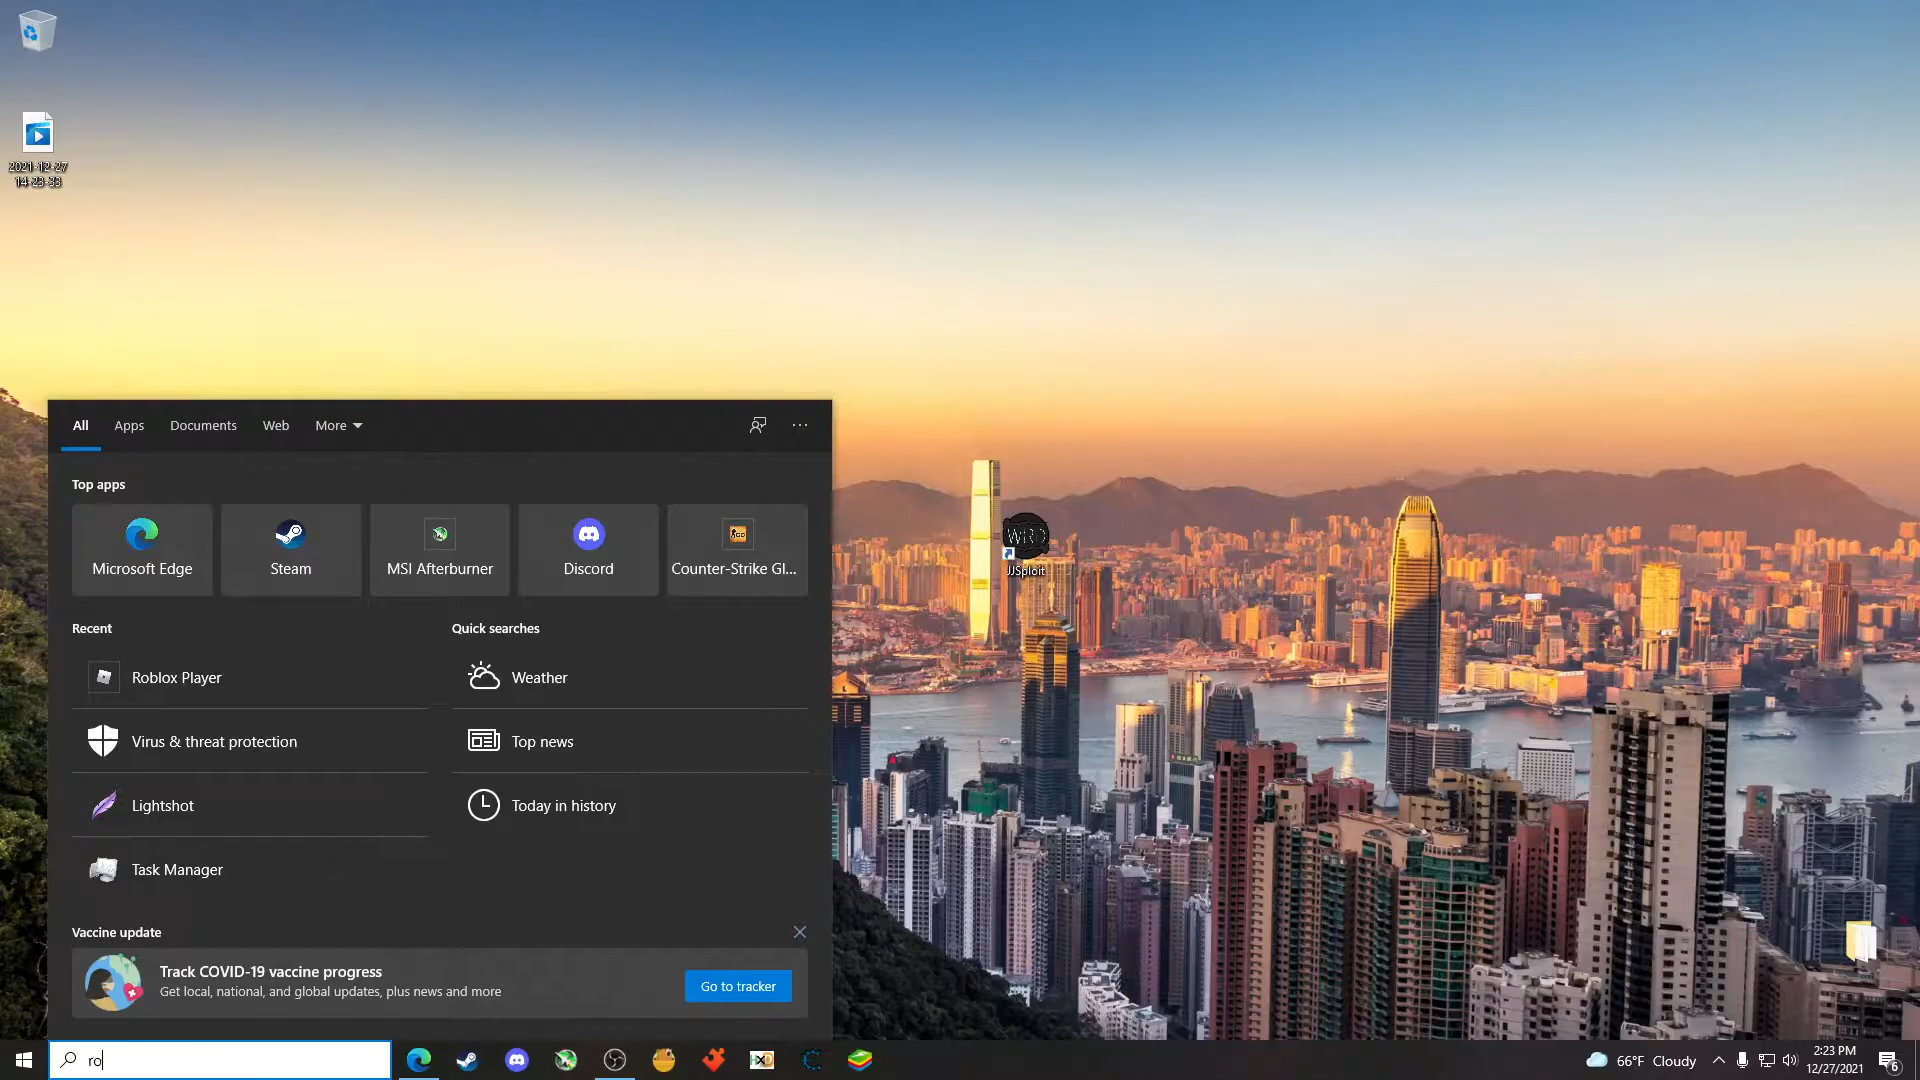 2021-12-27
14-23-33
All
Apps
Documents
Web
More
Top apps
Microsoft Edge
Steam
MSI Afterburner
Discord
Counter-Strike Gl...
Recent
Quick searches
Roblox Player
Weather
Virus & threat protection
Top news
Lightshot
Today in history
Task Manager
Vaccine update
Track COVID-19 vaccine progress
Get local, national, and global updates, plus news and more
Go to tracker
WRD
JJSploit
ro
66°F Cloudy
2:23 PM
12/27/2021
6